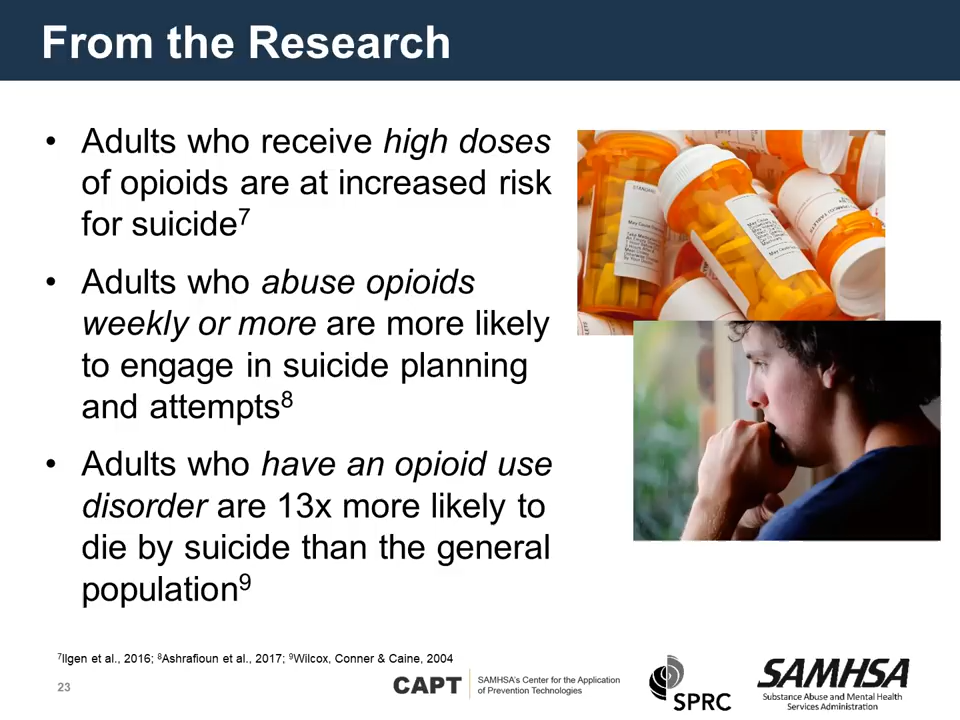 From the Research
• Adults who receive high doses
of opioids are at increased risk
for suicide7
• Adults who abuse opioids
weekly or more are more likely
to engage in suicide planning
and attempts8
• Adults who have an opioid use
disorder are 13x more likely to
die by suicide than the general
population9
7Ilgen et al., 2016; 8Ashrafioun et al., 2017; 9Wilcox, Conner & Caine, 2004
23
CAPT
SAMHSA's Center for the Application
of Prevention Technologies
SPRC
SAMHSA
Substance Abuse and Mental Health
Services Administration